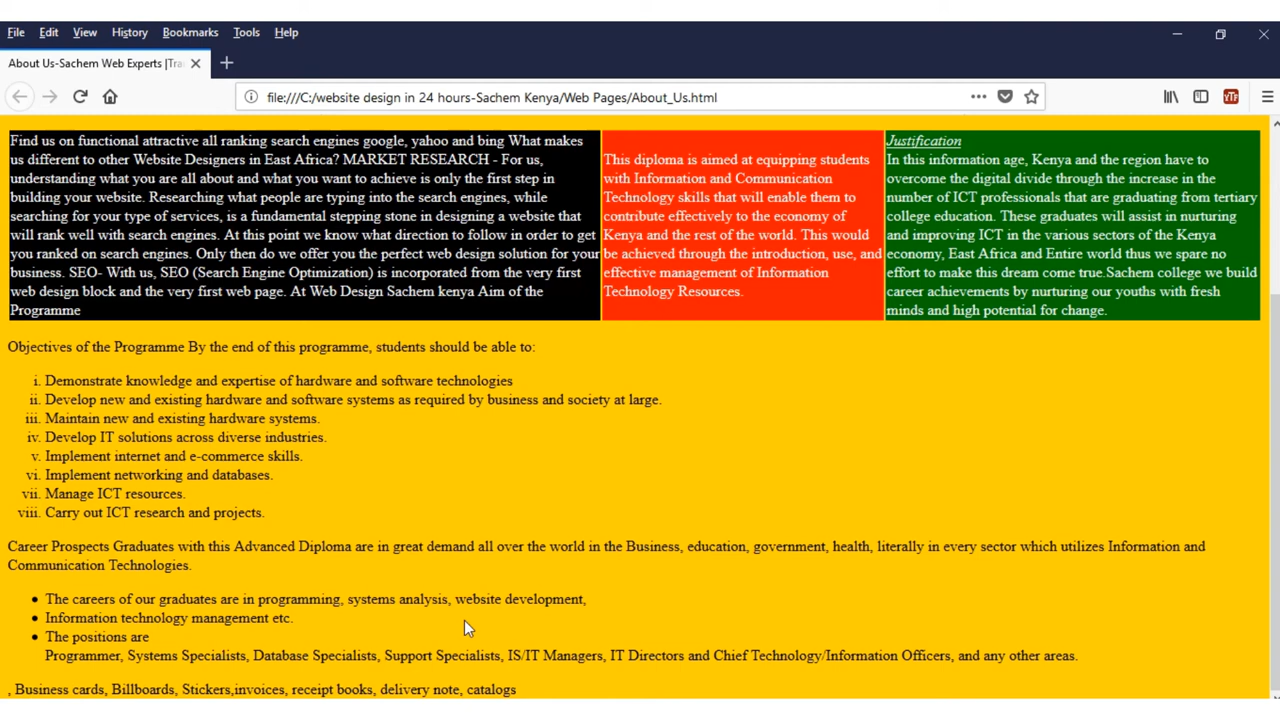 File Edit View History Bookmarks Tools Help
About Us-Sachem Web Experts |Tra
file:///C:/website design in 24 hours-Sachem Kenya/Web Pages/About_Us.html
YTF
Find us on functional attractive all ranking search engines google, yahoo and bing What makes
us different to other Website Designers in East Africa? MARKET RESEARCH - For us,
understanding what you are all about and what you want to achieve is only the first step in
building your website. Researching what people are typing into the search engines, while
searching for your type of services, is a fundamental stepping stone in designing a website that
will rank well with search engines. At this point we know what direction to follow in order to get
you ranked on search engines. Only then do we offer you the perfect web design solution for your
business. SEO- With us, SEO (Search Engine Optimization) is incorporated from the very first
web design block and the very first web page. At Web Design Sachem kenya Aim of the
Programme
This diploma is aimed at equipping students
with Information and Communication
Technology skills that will enable them to
contribute effectively to the economy of
Kenya and the rest of the world. This would
be achieved through the introduction, use, and
effective management of Information
Technology Resources.
Justification
In this information age, Kenya and the region have to
overcome the digital divide through the increase in the
number of ICT professionals that are graduating from tertiary
college education. These graduates will assist in nurturing
and improving ICT in the various sectors of the Kenya
economy, East Africa and Entire world thus we spare no
effort to make this dream come true.Sachem college we build
career achievements by nurturing our youths with fresh
minds and high potential for change.
Objectives of the Programme By the end of this programme, students should be able to:
i. Demonstrate knowledge and expertise of hardware and software technologies
ii. Develop new and existing hardware and software systems as required by business and society at large.
iii. Maintain new and existing hardware systems.
iv. Develop IT solutions across diverse industries.
v. Implement internet and e-commerce skills.
vi. Implement networking and databases.
vii. Manage ICT resources.
viii. Carry out ICT research and projects.
Career Prospects Graduates with this Advanced Diploma are in great demand all over the world in the Business, education, government, health, literally in every sector which utilizes Information and
Communication Technologies.
• The careers of our graduates are in programming, systems analysis, website development,
• Information technology management etc.
• The positions are
Programmer, Systems Specialists, Database Specialists, Support Specialists, IS/IT Managers, IT Directors and Chief Technology/Information Officers, and any other areas.
, Business cards, Billboards, Stickers,invoices, receipt books, delivery note, catalogs